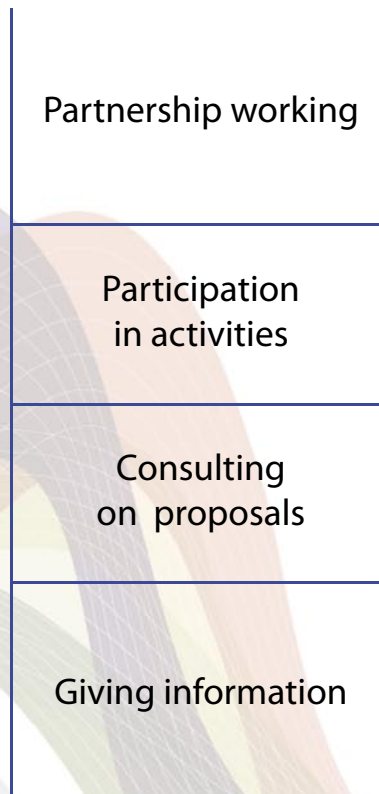 Partnership working
Participation
in activities
Consulting
on proposals
Giving information